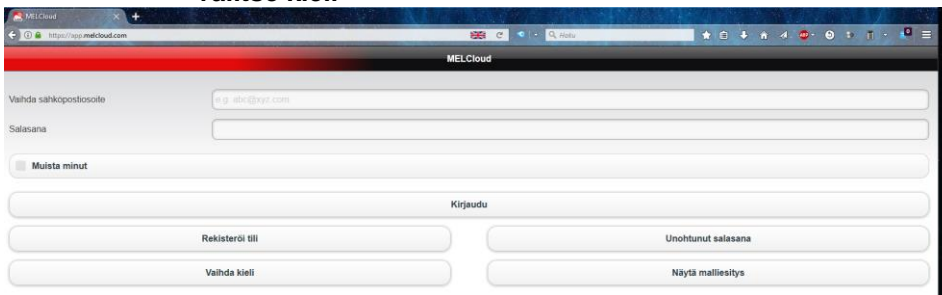 MELCloud
https://app.melcloud.com
Haku
MELCloud
Vaihda sähköpostiosoite
e.g. abc@xyz.com
Salasana
Muista minut
Kirjaudu
Rekisteröi tili
Unohtunut salasana
Vaihda kieli
Näytä malliesitys